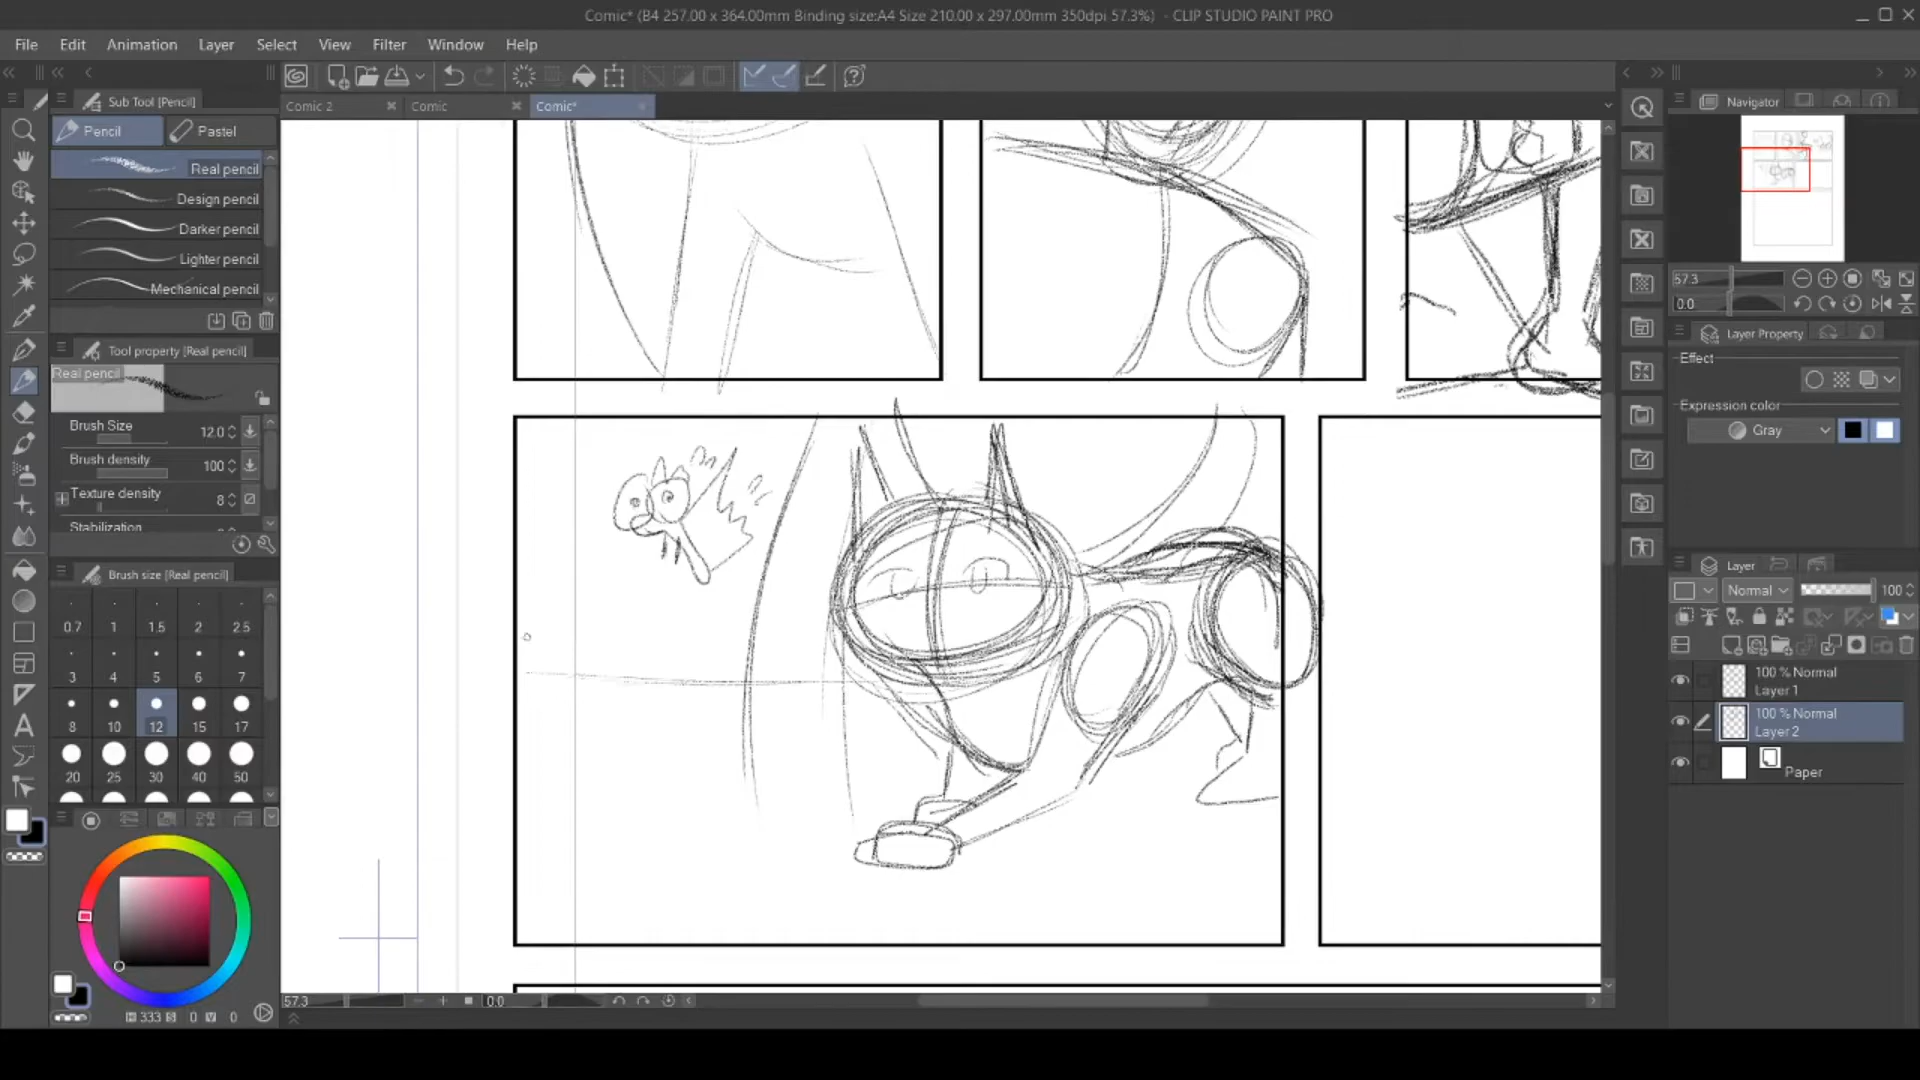 Comic* (B4 257.00 x 364.00mm Binding size:A4 Size 210.00 x 297.00mm 350dpi 57.3%) - CLIP STUDIO PAINT PRO
File Edit Animation Layer Select View Filter Window Help
Comic 2 Comic Comic*
Sub Tool [Pencil]
Pencil Pastel
Real pencil
Design pencil
Darker pencil
Lighter pencil
Mechanical pencil
Tool property [Real pencil]
Real pencil
Brush Size 12.0
Brush density 100
Texture density 8
Stabilization
Brush size [Real pencil]
0.7 1 1.5 2 2.5
3 4 5 6 7
8 10 12 15 17
20 25 30 40 50
H 333 S 0 V 0
57.3 0.0
Navigator
57.3
0.0
Layer Property
Effect
Expression color
Gray
Layer
Normal 100
100 % Normal
Layer 1
100 % Normal
Layer 2
Paper